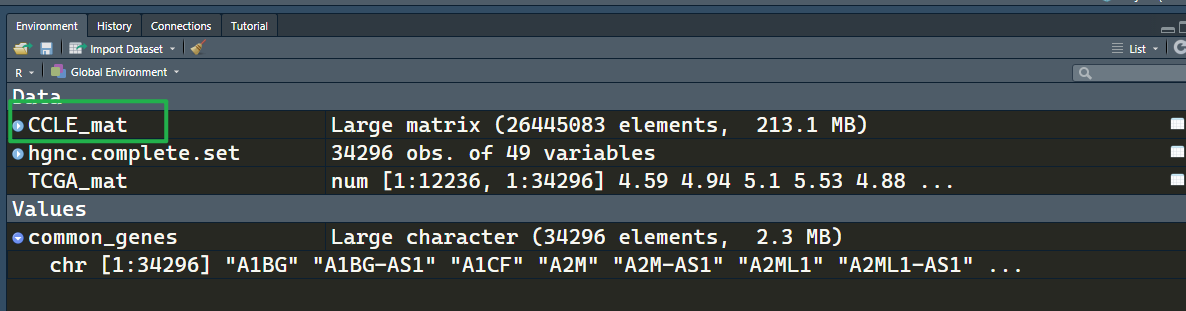 Environment History Connections Tutorial
Import Dataset List
R Global Environment
Data
CCLE_mat Large matrix (26445083 elements, 213.1 MB)
hgnc.complete.set 34296 obs. of 49 variables
TCGA_mat num [1:12236, 1:34296] 4.59 4.94 5.1 5.53 4.88 ...
Values
common_genes Large character (34296 elements, 2.3 MB)
chr [1:34296] "A1BG" "A1BG-AS1" "A1CF" "A2M" "A2M-AS1" "A2ML1" "A2ML1-AS1" ...